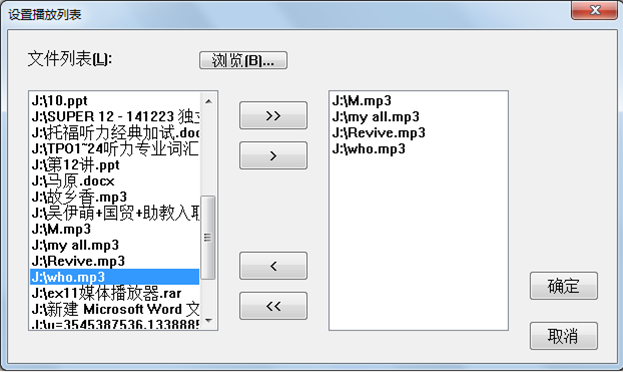 设置播放列表
文件列表(L):
浏览(B)...
J:\10.ppt
J:\SUPER 12 - 141223 独立
J:\托福听力经典加试.doc
J:\TPO1~24听力专业词汇
J:\第12讲.ppt
J:\马原.docx
J:\故乡香.mp3
J:\吴伊萌+国贸+助教入取
J:\M.mp3
J:\my all.mp3
J:\Revive.mp3
J:\who.mp3
J:\ex11媒体播放器.rar
J:\新建 Microsoft Word 文
J:\u=3545387536,1338885
>>
>
<
<<
J:\M.mp3
J:\my all.mp3
J:\Revive.mp3
J:\who.mp3
确定
取消